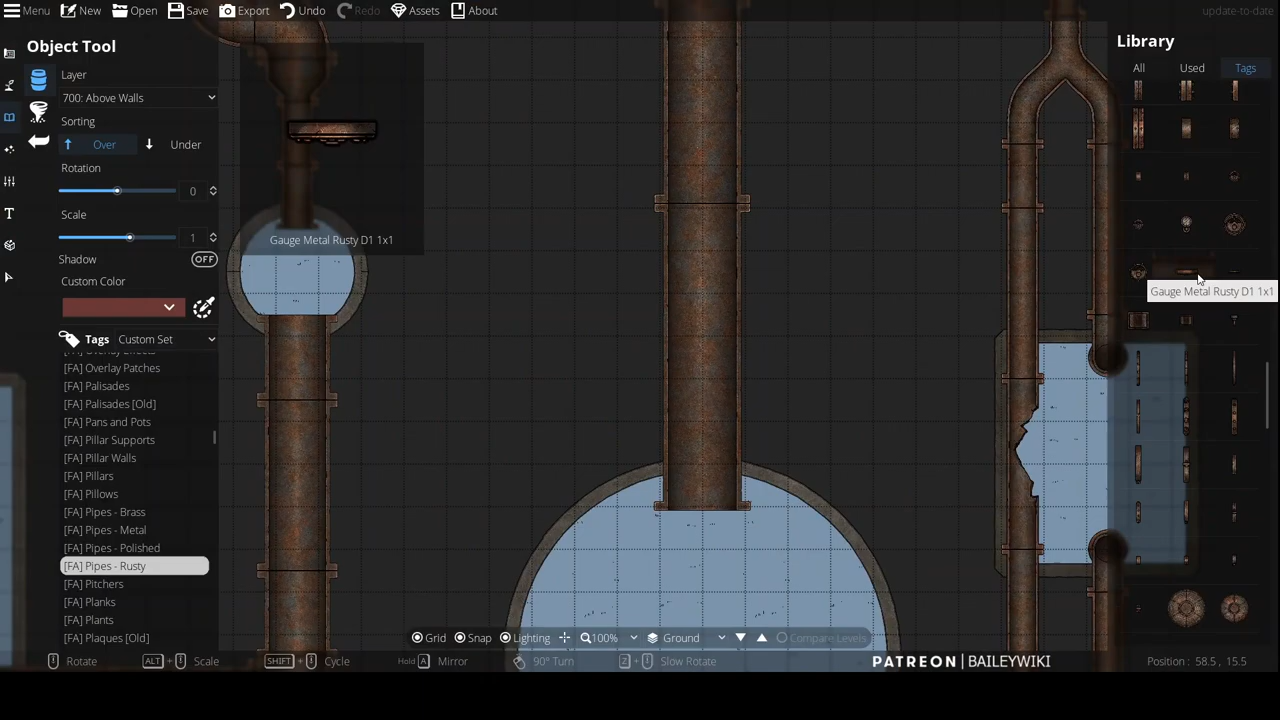 Menu New Open Save Export Undo Redo Assets About update-to-date
Object Tool
Layer
700: Above Walls
Sorting
Over Under
Rotation
0
Scale
1
Shadow OFF
Custom Color
Tags Custom Set
[FA] Overlay Effects
[FA] Overlay Patches
[FA] Palisades
[FA] Palisades [Old]
[FA] Pans and Pots
[FA] Pillar Supports
[FA] Pillar Walls
[FA] Pillars
[FA] Pillows
[FA] Pipes - Brass
[FA] Pipes - Metal
[FA] Pipes - Polished
[FA] Pipes - Rusty
[FA] Pitchers
[FA] Planks
[FA] Plants
[FA] Plaques [Old]
Gauge Metal Rusty D1 1x1
Library
All Used Tags
Gauge Metal Rusty D1 1x1
Grid Snap Lighting 100% Ground Compare Levels
Rotate ALT + Scale SHIFT + Cycle Hold A Mirror 90° Turn Z + Slow Rotate PATREON | BAILEYWIKI Position : 58.5 , 15.5